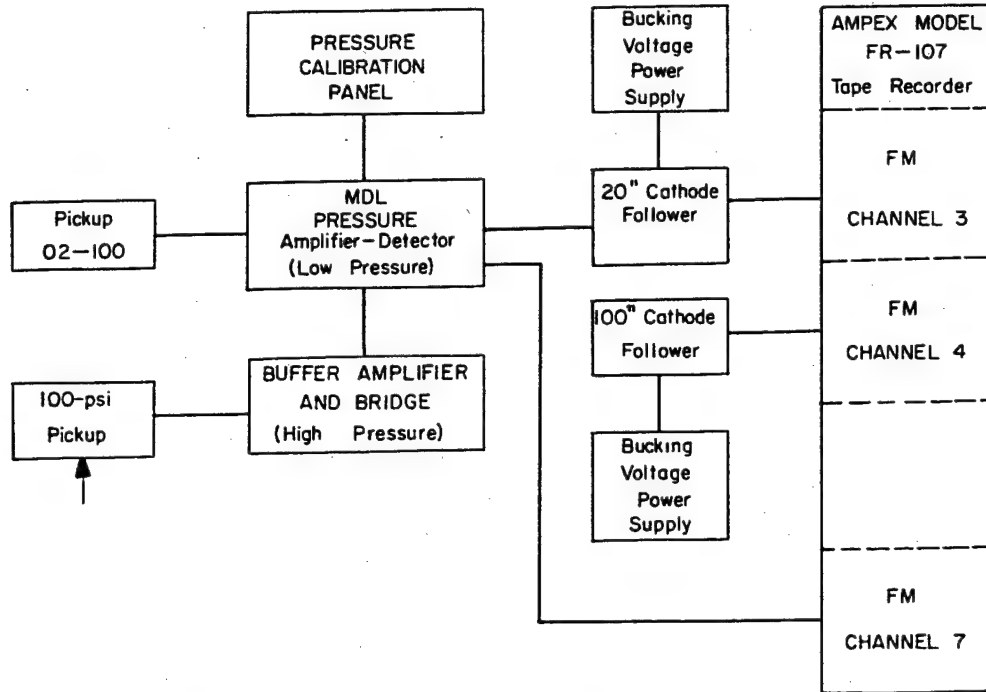 PRESSURE
CALIBRATION
PANEL
Bucking
Voltage
Power
Supply
AMPEX MODEL
FR-107
Tape Recorder
Pickup
02-100
MDL
PRESSURE
Amplifier-Detector
(Low Pressure)
20" Cathode
Follower
FM
CHANNEL 3
100" Cathode
Follower
FM
CHANNEL 4
100-psi
Pickup
BUFFER AMPLIFIER
AND BRIDGE
(High Pressure)
Bucking
Voltage
Power
Supply
FM
CHANNEL 7